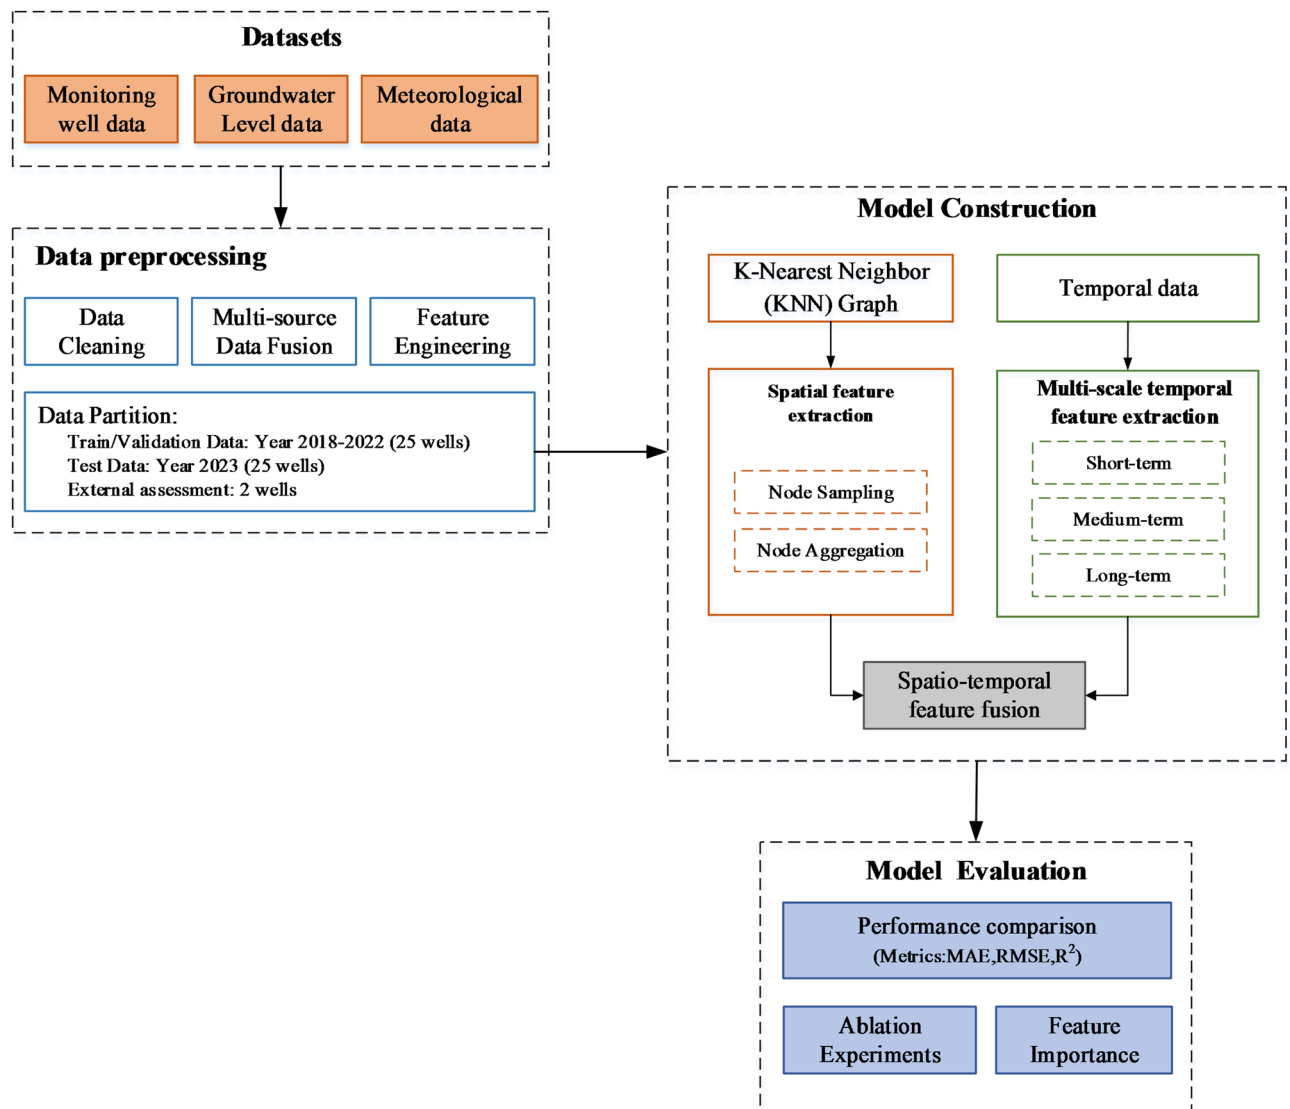 Datasets
Monitoring
well data
Groundwater
Level data
Meteorological
data
Data preprocessing
Data
Cleaning
Multi-source
Data Fusion
Feature
Engineering
Data Partition:
Train/Validation Data: Year 2018-2022 (25 wells)
Test Data: Year 2023 (25 wells)
External assessment: 2 wells
Model Construction
K-Nearest Neighbor
(KNN) Graph
Temporal data
Spatial feature
extraction
Node Sampling
Node Aggregation
Multi-scale temporal
feature extraction
Short-term
Medium-term
Long-term
Spatio-temporal
feature fusion
Model Evaluation
Performance comparison
(Metrics:MAE,RMSE,R²)
Ablation
Experiments
Feature
Importance